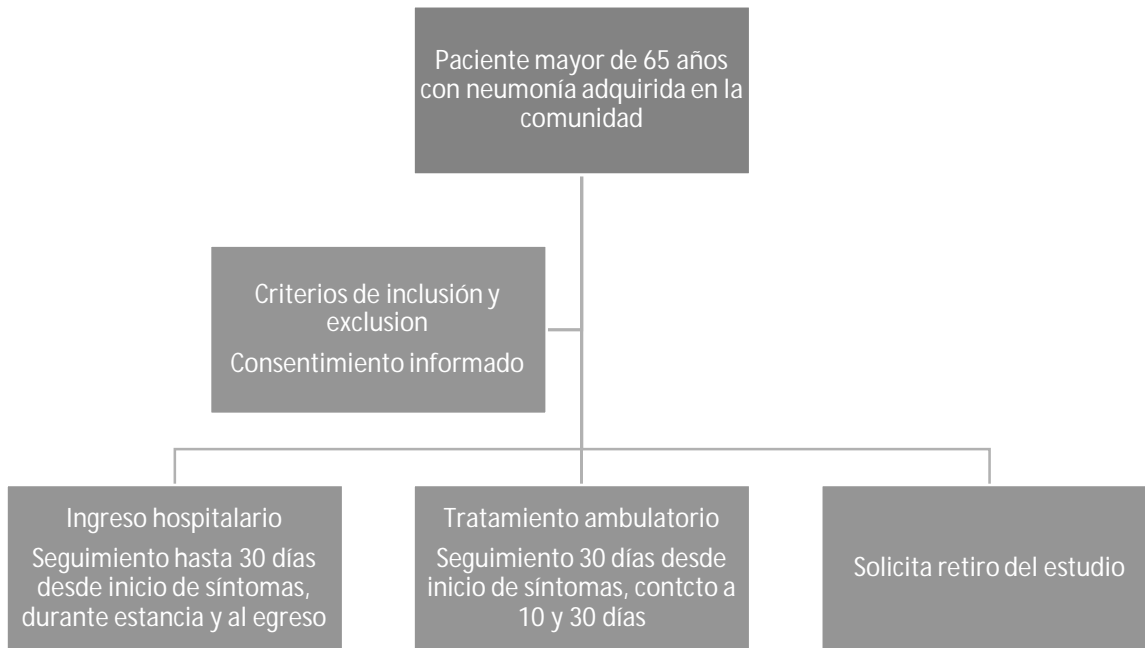 Paciente mayor de 65 años
con neumonía adquirida en la
comunidad
Criterios de inclusión y
exclusion
Consentimiento informado
Ingreso hospitalario
Seguimiento hasta 30 días
desde inicio de síntomas,
durante estancia y al egreso
Tratamiento ambulatorio
Seguimiento 30 días desde
inicio de síntomas, contcto a
10 y 30 días
Solicita retiro del estudio